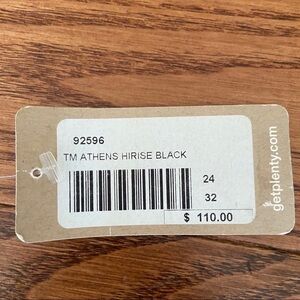 92596
TM ATHENS HIRISE BLACK
24
32
$ 110.00
getplenty.com